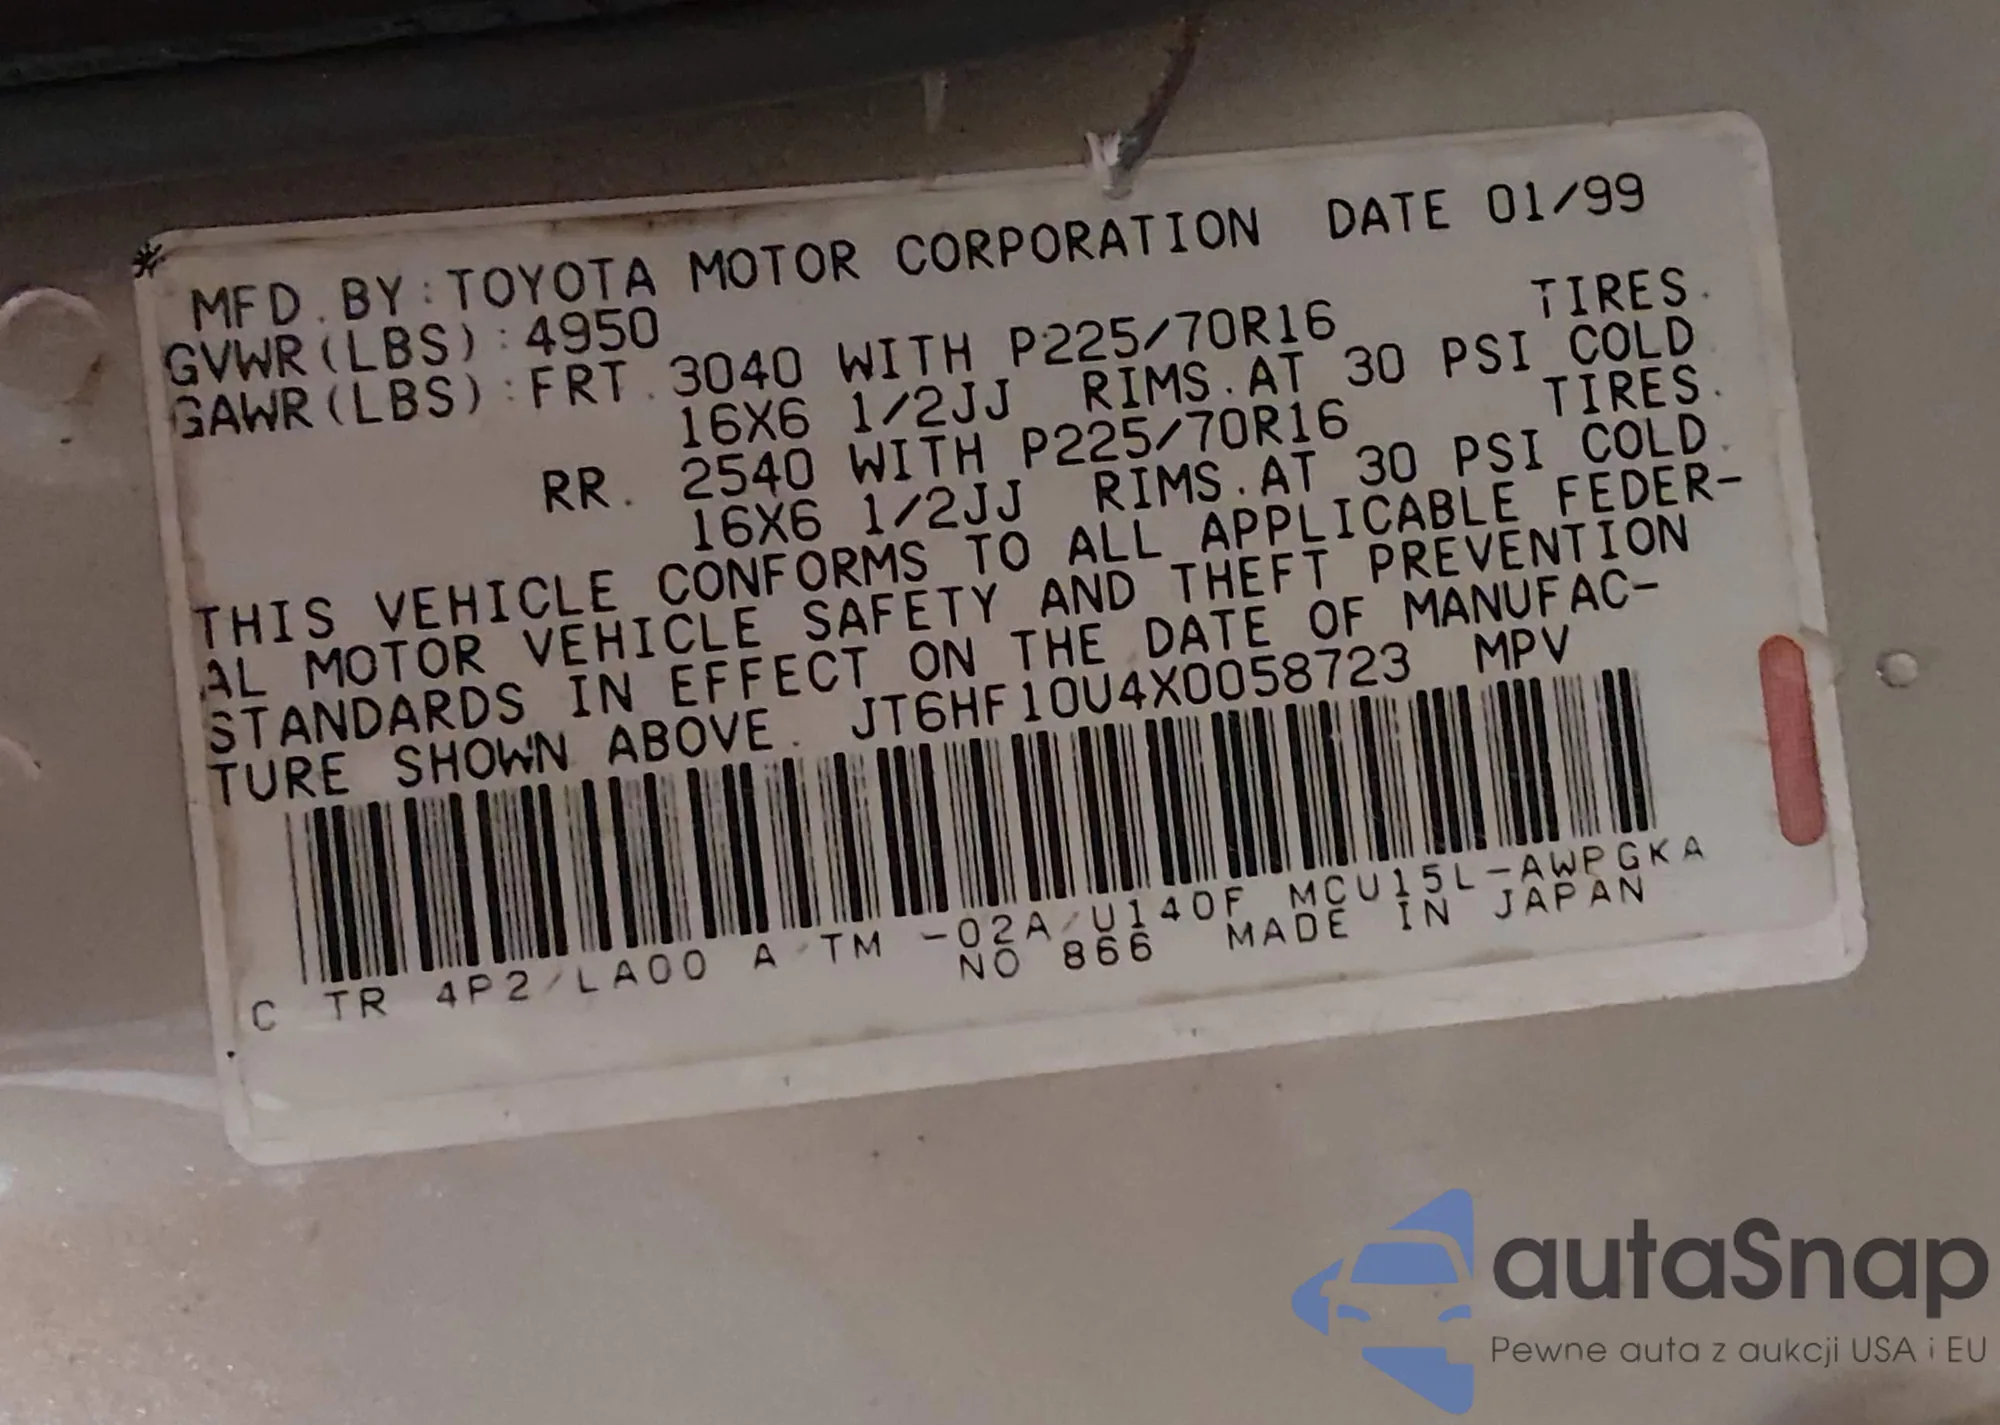 MFD. BY: TOYOTA MOTOR CORPORATION DATE 01/99
GVWR(LBS): 4950
GAWR(LBS): FRT. 3040 WITH P225/70R16 TIRES.
16X6 1/2JJ RIMS. AT 30 PSI COLD
RR. 2540 WITH P225/70R16 TIRES.
16X6 1/2JJ RIMS. AT 30 PSI COLD.
THIS VEHICLE CONFORMS TO ALL APPLICABLE FEDER-
AL MOTOR VEHICLE SAFETY AND THEFT PREVENTION
STANDARDS IN EFFECT ON THE DATE OF MANUFAC-
TURE SHOWN ABOVE. JT6HF10U4X0058723 MPV
C TR 4P2/LA00 A TM -02A/U140F MCU15L-AWPGKA
NO 866 MADE IN JAPAN
autaSnap
Pewne auta z aukcji USA i EU